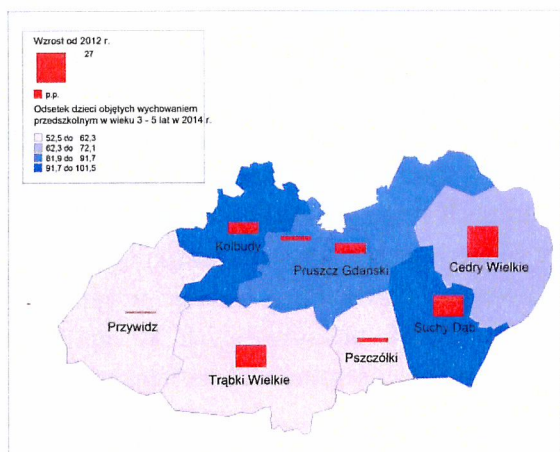 Wzrost od 2012 r.
27
p.p.
Odsetek dzieci objętych wychowaniem
przedszkolnym w wieku 3 - 5 lat w 2014 r.
52,5 do 62,3
62,3 do 72,1
81,9 do 91,7
91,7 do 101,5
Kolbudy
Pruszcz Gdański
Cedry Wielkie
Przywidz
Suchy Dąb
Pszczółki
Trąbki Wielkie